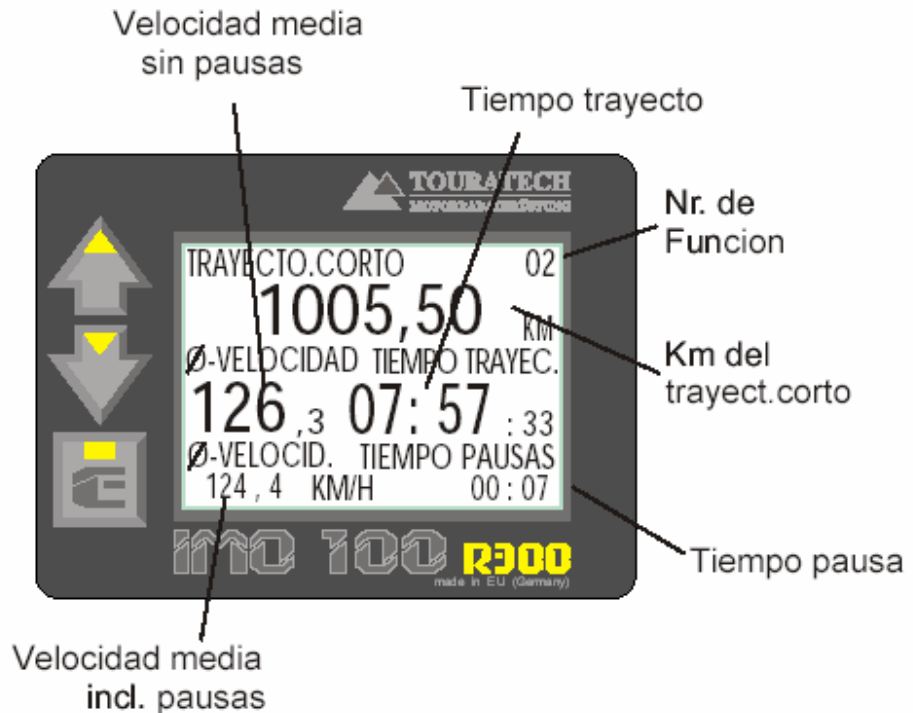 Velocidad media
sin pausas
Tiempo trayecto
TOURATECH
MOTORRADAUSRÜSTUNG
Nr. de
Funcion
TRAYECTO.CORTO 02
1005,50 KM
Km del
trayect.corto
Ø-VELOCIDAD TIEMPO TRAYEC.
126,3 07:57:33
Ø-VELOCID. TIEMPO PAUSAS
124,4 KM/H 00:07
Tiempo pausa
IMO 100 R300
made in EU (Germany)
Velocidad media
incl. pausas